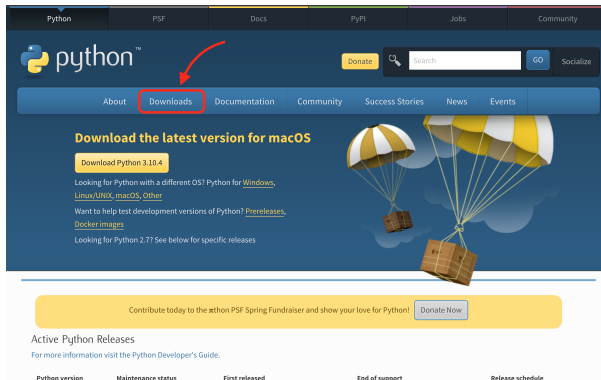 Python PSF Docs PyPI Jobs Community
python™
Donate Search GO Socialize
About Downloads Documentation Community Success Stories News Events
Download the latest version for macOS
Download Python 3.10.4
Looking for Python with a different OS? Python for Windows,
Linux/UNIX, macOS, Other
Want to help test development versions of Python? Prereleases,
Docker images
Looking for Python 2.7? See below for specific releases
Contribute today to the πthon PSF Spring Fundraiser and show your love for Python! Donate Now
Active Python Releases
For more information visit the Python Developer's Guide.
Python version Maintenance status First released End of support Release schedule